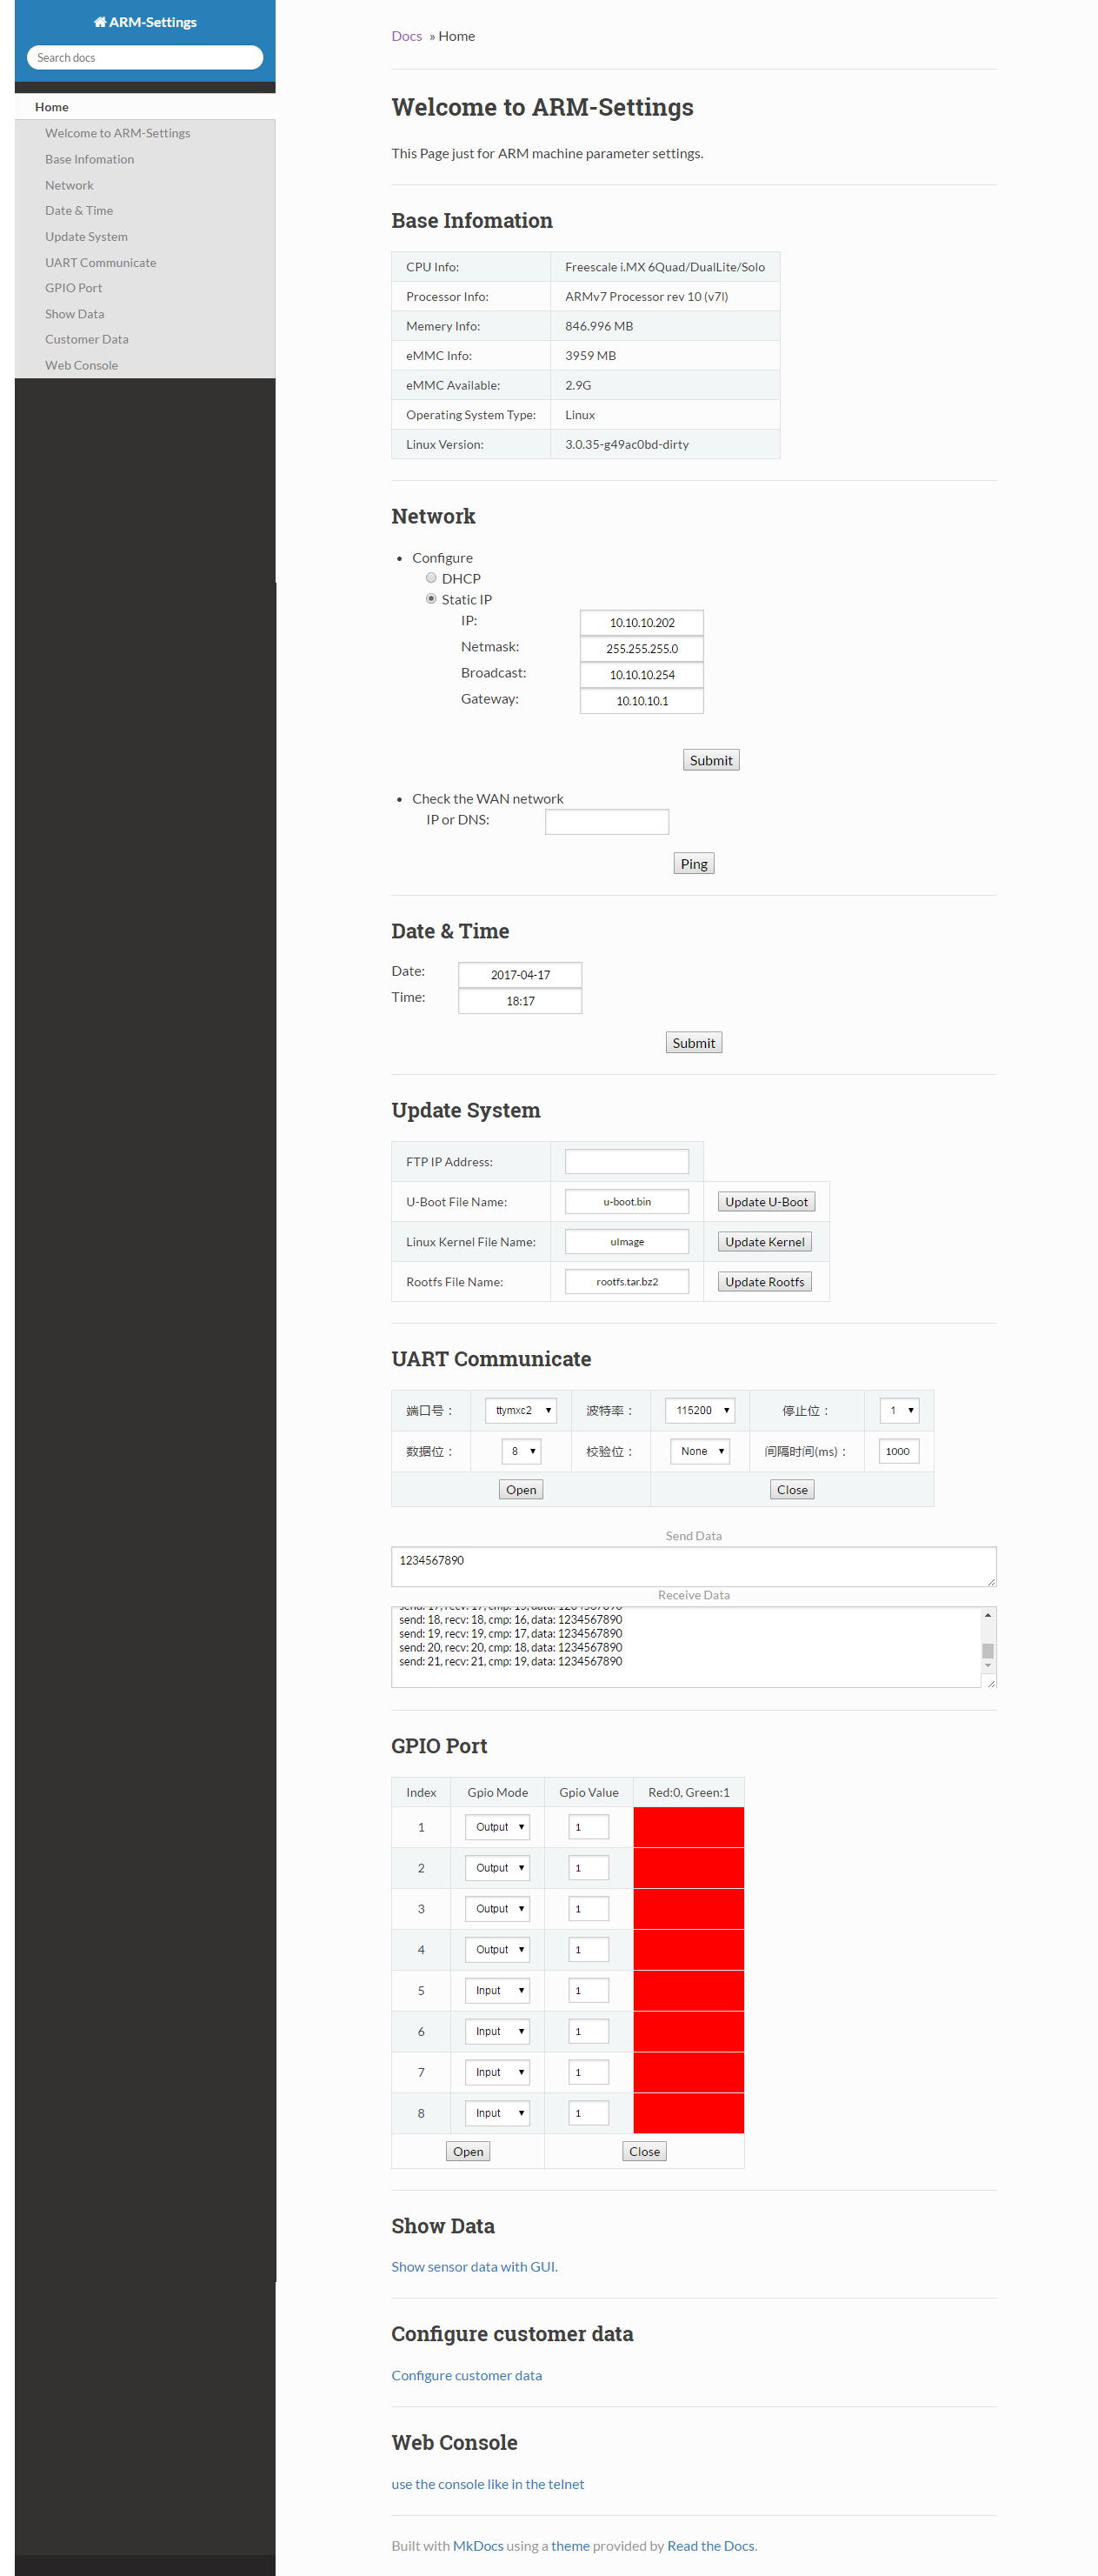 ARM-Settings
Search docs
Home
Welcome to ARM-Settings
Base Infomation
Network
Date & Time
Update System
UART Communicate
GPIO Port
Show Data
Customer Data
Web Console
Docs » Home
Welcome to ARM-Settings
This Page just for ARM machine parameter settings.
Base Infomation
CPU Info: Freescale i.MX 6Quad/DualLite/Solo
Processor Info: ARMv7 Processor rev 10 (v7l)
Memery Info: 846.996 MB
eMMC Info: 3959 MB
eMMC Available: 2.9G
Operating System Type: Linux
Linux Version: 3.0.35-g49ac0bd-dirty
Network
• Configure
DHCP
Static IP
IP: 10.10.10.202
Netmask: 255.255.255.0
Broadcast: 10.10.10.254
Gateway: 10.10.10.1
Submit
• Check the WAN network
IP or DNS:
Ping
Date & Time
Date: 2017-04-17
Time: 18:17
Submit
Update System
FTP IP Address:
U-Boot File Name: u-boot.bin Update U-Boot
Linux Kernel File Name: uImage Update Kernel
Rootfs File Name: rootfs.tar.bz2 Update Rootfs
UART Communicate
端口号： ttymxc2 波特率： 115200 停止位： 1
数据位： 8 校验位： None 间隔时间(ms)： 1000
Open Close
Send Data
1234567890
Receive Data
send: 17, recv: 17, cmp: 15, data: 1234567890
send: 18, recv: 18, cmp: 16, data: 1234567890
send: 19, recv: 19, cmp: 17, data: 1234567890
send: 20, recv: 20, cmp: 18, data: 1234567890
send: 21, recv: 21, cmp: 19, data: 1234567890
GPIO Port
Index Gpio Mode Gpio Value Red:0, Green:1
1 Output 1
2 Output 1
3 Output 1
4 Output 1
5 Input 1
6 Input 1
7 Input 1
8 Input 1
Open Close
Show Data
Show sensor data with GUI.
Configure customer data
Configure customer data
Web Console
use the console like in the telnet
Built with MkDocs using a theme provided by Read the Docs.